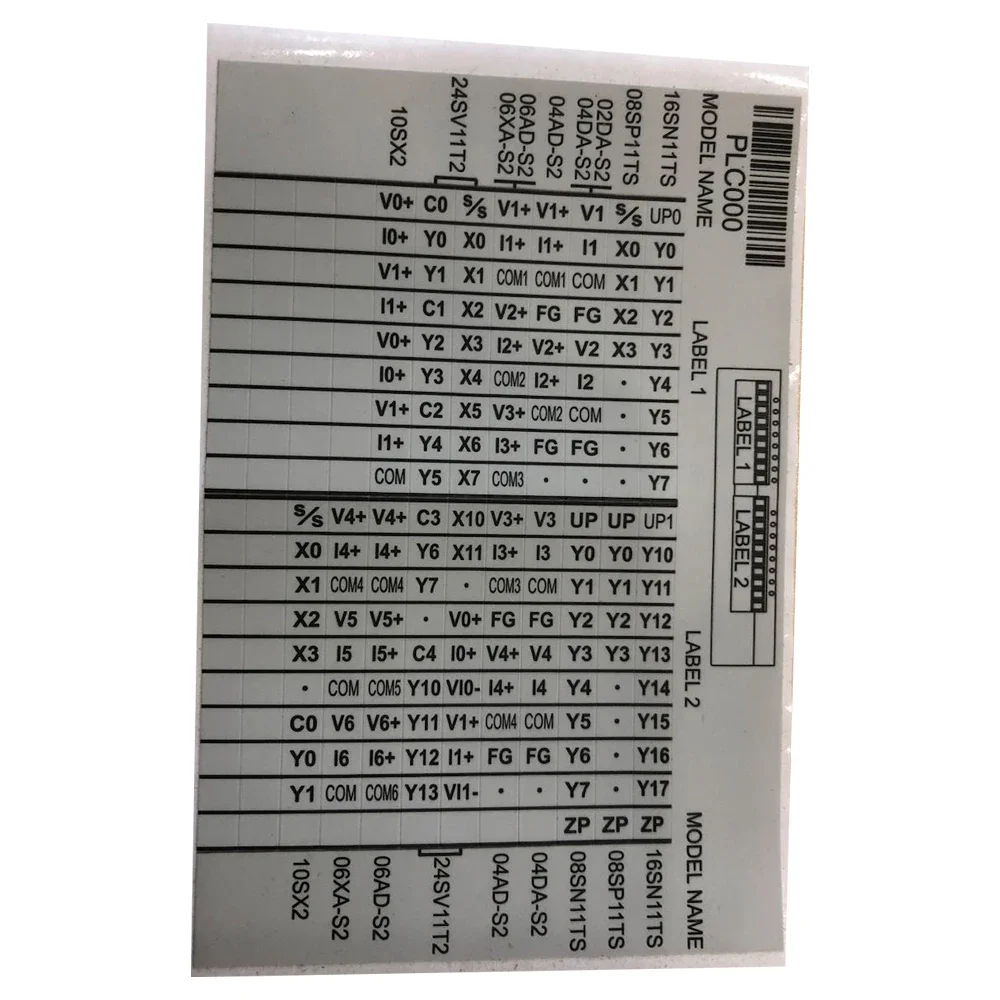 PLC000
MODEL NAME
LABEL 1
LABEL 2
MODEL NAME
LABEL 1
LABEL 2
10SX2
24SV11T2
06XA-S2
06AD-S2
04AD-S2
04DA-S2
02DA-S2
08SP11TS
16SN11TS
V0+ C0 S/S V1+ V1+ V1 S/S UP0
I0+ Y0 X0 I1+ I1+ I1 X0 Y0
V1+ Y1 X1 COM1 COM1 COM X1 Y1
I1+ C1 X2 V2+ FG FG X2 Y2
V0+ Y2 X3 I2+ V2+ V2 X3 Y3
I0+ Y3 X4 COM2 I2+ I2 · Y4
V1+ C2 X5 V3+ COM2 COM · Y5
I1+ Y4 X6 I3+ FG FG · Y6
COM Y5 X7 COM3 · · · Y7
S/S V4+ V4+ C3 X10 V3+ V3 UP UP UP1
X0 I4+ I4+ Y6 X11 I3+ I3 Y0 Y0 Y10
X1 COM4 COM4 Y7 · COM3 COM Y1 Y1 Y11
X2 V5 V5+ · V0+ FG FG Y2 Y2 Y12
X3 I5 I5+ C4 I0+ V4+ V4 Y3 Y3 Y13
· COM COM5 Y10 VI0- I4+ I4 Y4 · Y14
C0 V6 V6+ Y11 V1+ COM4 COM Y5 · Y15
Y0 I6 I6+ Y12 I1+ FG FG Y6 · Y16
Y1 COM COM6 Y13 VI1- · · Y7 · Y17
ZP ZP ZP
10SX2
06XA-S2
06AD-S2
24SV11T2
04AD-S2
04DA-S2
08SN11TS
08SP11TS
16SN11TS